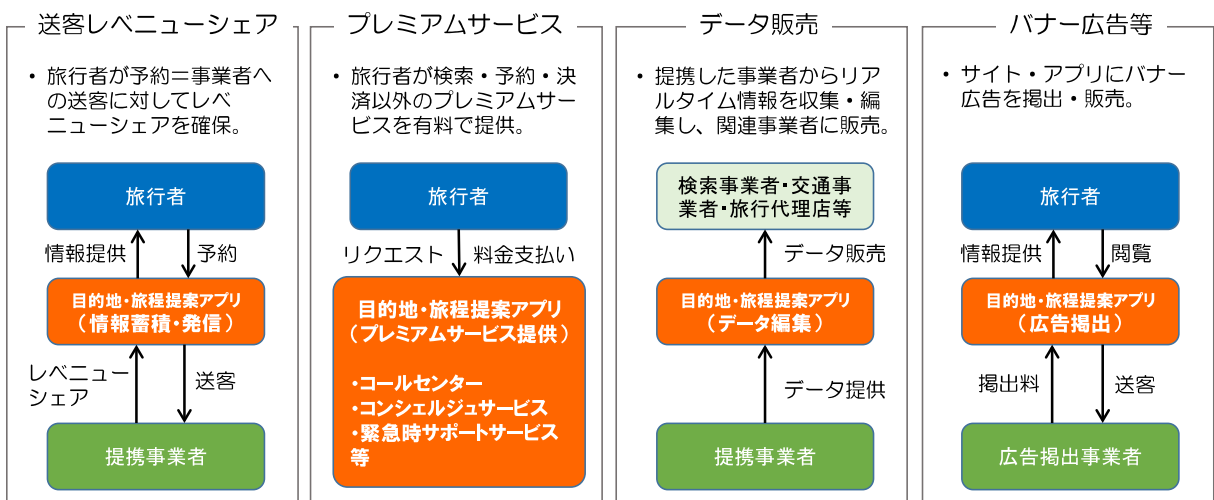 送客レベニューシェア
・ 旅行者が予約＝事業者へ
の送客に対してレベ
ニューシェアを確保。
旅行者
情報提供
予約
目的地・旅程提案アプリ
（情報蓄積・発信）
レベニュー
シェア
送客
提携事業者
プレミアムサービス
・ 旅行者が検索・予約・決
済以外のプレミアムサー
ビスを有料で提供。
旅行者
リクエスト
料金支払い
目的地・旅程提案アプリ
（プレミアムサービス提供）
・コールセンター
・コンシェルジュサービス
・緊急時サポートサービス
等
データ販売
・ 提携した事業者からリア
ルタイム情報を収集・編
集し、関連事業者に販売。
検索事業者・交通事
業者・旅行代理店等
データ販売
目的地・旅程提案アプリ
（データ編集）
データ提供
提携事業者
バナー広告等
・ サイト・アプリにバナー
広告を掲出・販売。
旅行者
情報提供
閲覧
目的地・旅程提案アプリ
（広告掲出）
掲出料
送客
広告掲出事業者